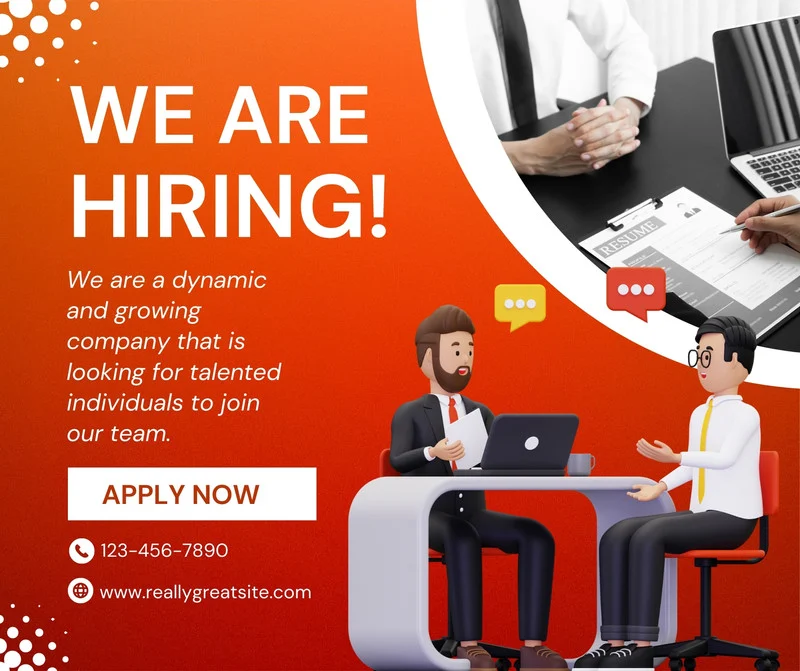 WE ARE
HIRING!
We are a dynamic
and growing
company that is
looking for talented
individuals to join
our team.
APPLY NOW
123-456-7890
www.reallygreatsite.com
RESUME